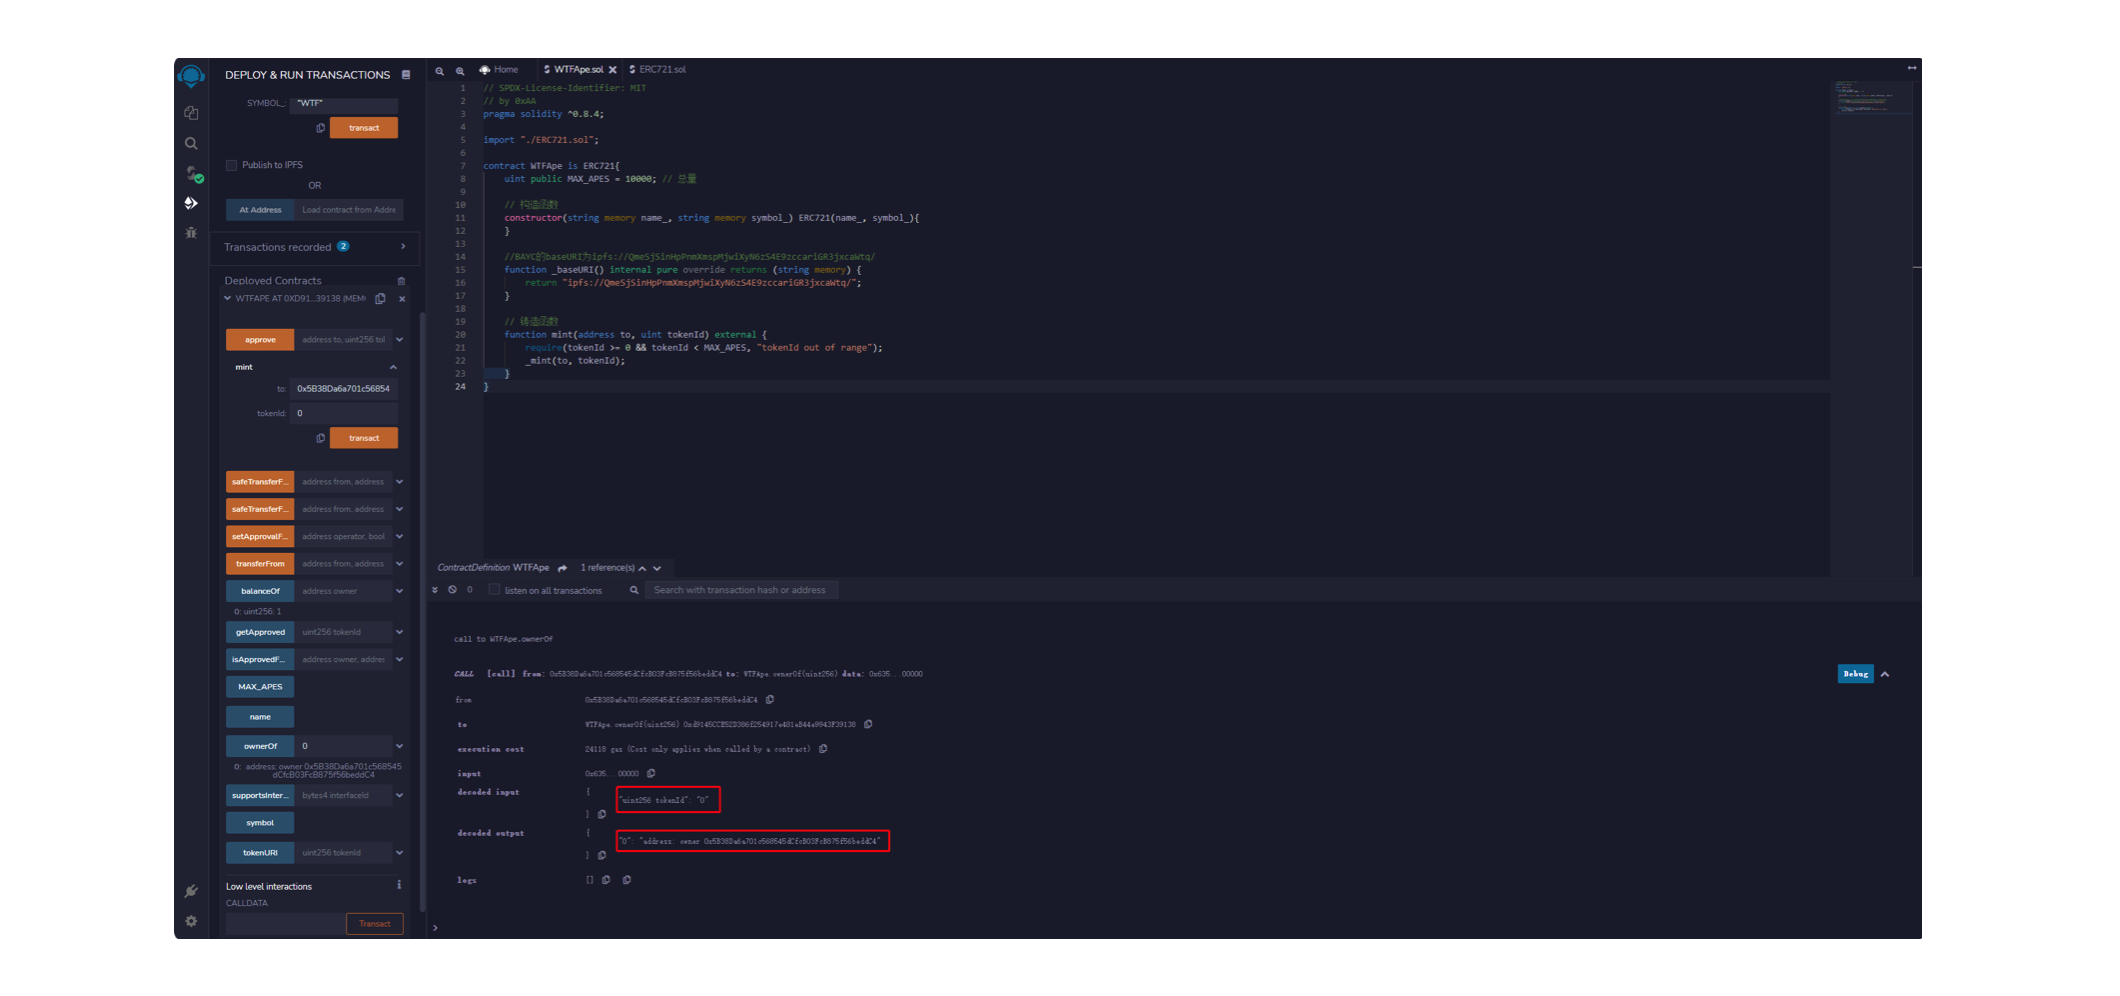 DEPLOY & RUN TRANSACTIONS
SYMBOL_: "WTF"
transact
Publish to IPFS
OR
At Address Load contract from Addre
Transactions recorded 2
Deployed Contracts
WTFAPE AT 0XD91...39138 (MEM
approve address to, uint256 tol
mint
to: 0x5B38Da6a701c56854
tokenId: 0
transact
safeTransferF... address from, address
safeTransferF... address from, address
setApprovalF... address operator, bool
transferFrom address from, address
balanceOf address owner
0: uint256: 1
getApproved uint256 tokenId
isApprovedF... address owner, addres
MAX_APES
name
ownerOf 0
0: address: owner 0x5B38Da6a701c568545
dCfcB03FcB875f56beddC4
supportsInter... bytes4 interfaceId
symbol
tokenURI uint256 tokenId
Low level interactions
CALLDATA
Transact
Home WTFApe.sol ERC721.sol
1 // SPDX-License-Identifier: MIT
2 // by 0xAA
3 pragma solidity ^0.8.4;
4
5 import "./ERC721.sol";
6
7 contract WTFApe is ERC721{
8 uint public MAX_APES = 10000; // 总量
9
10 // 构造函数
11 constructor(string memory name_, string memory symbol_) ERC721(name_, symbol_){
12 }
13
14 //BAYC的baseURI为ipfs://QmeSjSinHpPnmXmspMjwiXyN6zS4E9zccariGR3jxcaWtq/
15 function _baseURI() internal pure override returns (string memory) {
16 return "ipfs://QmeSjSinHpPnmXmspMjwiXyN6zS4E9zccariGR3jxcaWtq/";
17 }
18
19 // 铸造函数
20 function mint(address to, uint tokenId) external {
21 require(tokenId >= 0 && tokenId < MAX_APES, "tokenId out of range");
22 _mint(to, tokenId);
23 }
24 }
ContractDefinition WTFApe 1 reference(s)
0 listen on all transactions Search with transaction hash or address
call to WTFApe.ownerOf
CALL [call] from: 0x5B38Da6a701c568545dCfcB03FcB875f56beddC4 to: WTFApe.ownerOf(uint256) data: 0x635...00000
Debug
from 0x5B38Da6a701c568545dCfcB03FcB875f56beddC4
to WTFApe.ownerOf(uint256) 0xd9145CCE52D386f254917e481eB44e9943F39138
execution cost 24118 gas (Cost only applies when called by a contract)
input 0x635...00000
decoded input {
"uint256 tokenId": "0"
}
decoded output {
"0": "address: owner 0x5B38Da6a701c568545dCfcB03FcB875f56beddC4"
}
logs []
>